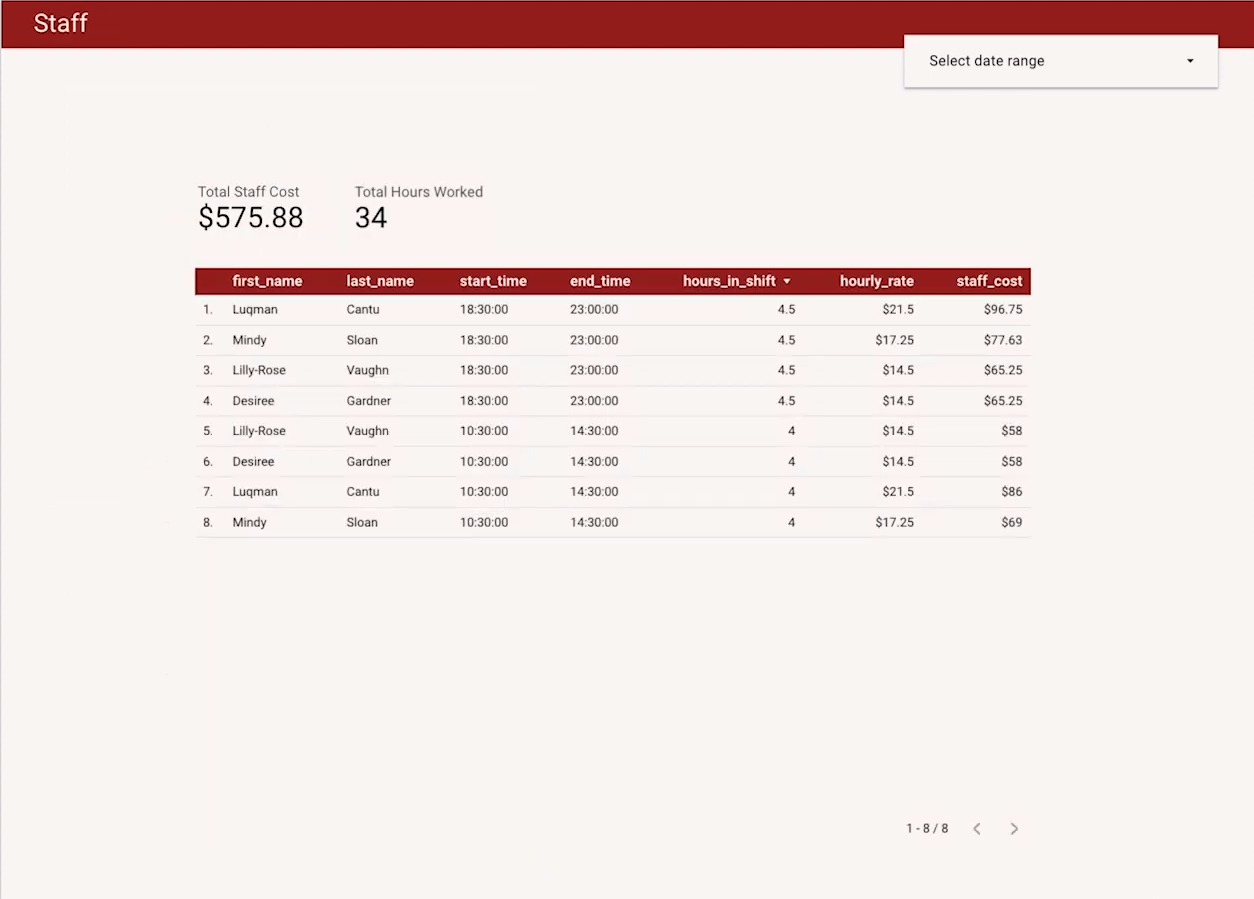 Staff
Select date range
Total Staff Cost Total Hours Worked
$575.88 34
first_name last_name start_time end_time hours_in_shift hourly_rate staff_cost
1. Luqman Cantu 18:30:00 23:00:00 4.5 $21.5 $96.75
2. Mindy Sloan 18:30:00 23:00:00 4.5 $17.25 $77.63
3. Lilly-Rose Vaughn 18:30:00 23:00:00 4.5 $14.5 $65.25
4. Desiree Gardner 18:30:00 23:00:00 4.5 $14.5 $65.25
5. Lilly-Rose Vaughn 10:30:00 14:30:00 4 $14.5 $58
6. Desiree Gardner 10:30:00 14:30:00 4 $14.5 $58
7. Luqman Cantu 10:30:00 14:30:00 4 $21.5 $86
8. Mindy Sloan 10:30:00 14:30:00 4 $17.25 $69
1 - 8 / 8